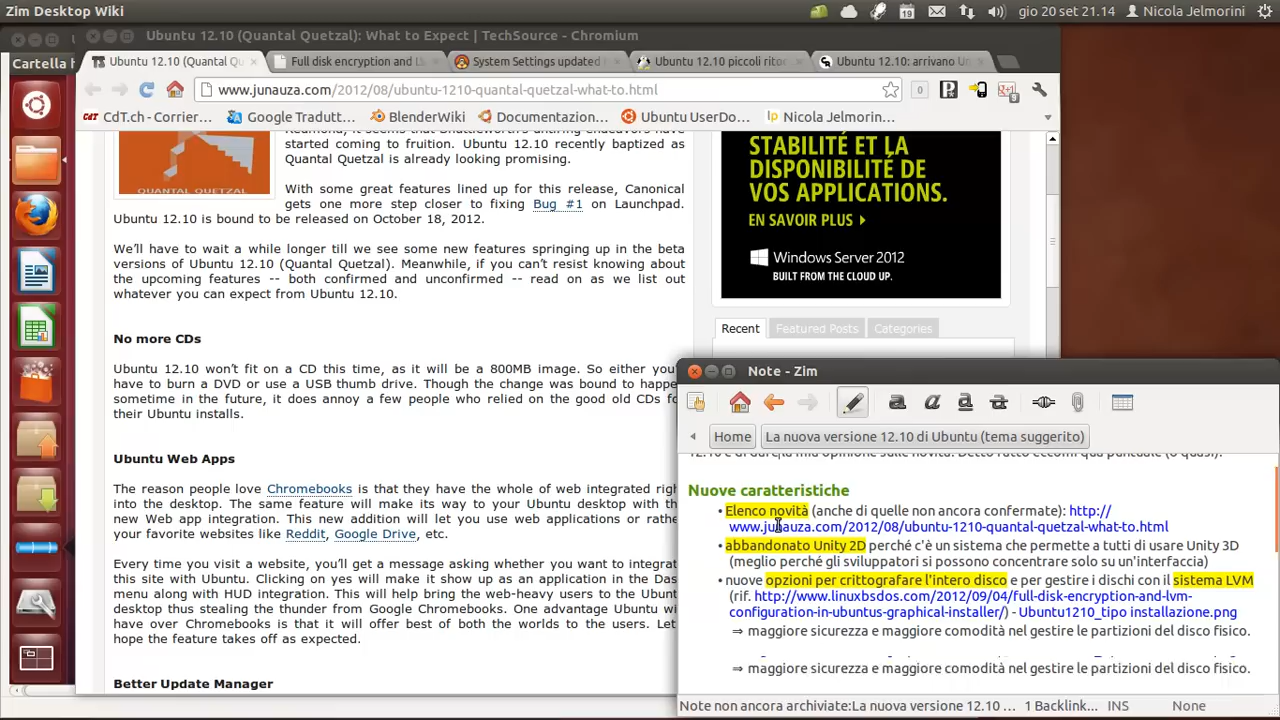 Zim Desktop Wiki
19
gio 20 set 21.14
Nicola Jelmorini
Ubuntu 12.10 (Quantal Quetzal): What to Expect | TechSource - Chromium
Cartella h
Ubuntu 12.10 (Quantal Qu
Full disk encryption and L
System Settings updated
Ubuntu 12.10 piccoli rito
Ubuntu 12.10: arrivano U
www.junauza.com/2012/08/ubuntu-1210-quantal-quetzal-what-to.html
CdT.ch - Corrier...
Google Traduttu...
BlenderWiki
Documentazion...
Ubuntu UserDo...
Nicola Jelmorin...
started coming to fruition. Ubuntu 12.10 recently baptized as
Quantal Quetzal is already looking promising.
QUANTAL QUETZAL
With some great features lined up for this release, Canonical
gets one more step closer to fixing Bug #1 on Launchpad.
Ubuntu 12.10 is bound to be released on October 18, 2012.
We'll have to wait a while longer till we see some new features springing up in the beta
versions of Ubuntu 12.10 (Quantal Quetzal). Meanwhile, if you can't resist knowing about
the upcoming features -- both confirmed and unconfirmed -- read on as we list out
whatever you can expect from Ubuntu 12.10.
No more CDs
Ubuntu 12.10 won't fit on a CD this time, as it will be a 800MB image. So either you
have to burn a DVD or use a USB thumb drive. Though the change was bound to happe
sometime in the future, it does annoy a few people who relied on the good old CDs fo
their Ubuntu installs.
Ubuntu Web Apps
The reason people love Chromebooks is that they have the whole of web integrated righ
into the desktop. The same feature will make its way to your Ubuntu desktop with the
new Web app integration. This new addition will let you use web applications or rathe
your favorite websites like Reddit, Google Drive, etc.
Every time you visit a website, you'll get a message asking whether you want to integrat
this site with Ubuntu. Clicking on yes will make it show up as an application in the Das
menu along with HUD integration. This will help bring the web-heavy users to the Ubunt
desktop thus stealing the thunder from Google Chromebooks. One advantage Ubuntu wi
have over Chromebooks is that it will offer best of both the worlds to the users. Let
hope the feature takes off as expected.
Better Update Manager
STABILITÉ ET LA
DISPONIBILITÉ DE
VOS APPLICATIONS.
EN SAVOIR PLUS
Windows Server 2012
BUILT FROM THE CLOUD UP.
Recent
Featured Posts
Categories
Note - Zim
Home
La nuova versione 12.10 di Ubuntu (tema suggerito)
12.10 e di dare la mia opinione sulle novità. Detto fatto eccomi qua puntuale (o quasi).
Nuove caratteristiche
• Elenco novità (anche di quelle non ancora confermate): http://
www.junauza.com/2012/08/ubuntu-1210-quantal-quetzal-what-to.html
• abbandonato Unity 2D perché c'è un sistema che permette a tutti di usare Unity 3D
(meglio perché gli sviluppatori si possono concentrare solo su un'interfaccia)
• nuove opzioni per crittografare l'intero disco e per gestire i dischi con il sistema LVM
(rif. http://www.linuxbsdos.com/2012/09/04/full-disk-encryption-and-lvm-
configuration-in-ubuntus-graphical-installer/) - Ubuntu1210_tipo installazione.png
⇒ maggiore sicurezza e maggiore comodità nel gestire le partizioni del disco fisico.
⇒ maggiore sicurezza e maggiore comodità nel gestire le partizioni del disco fisico.
Note non ancora archiviate:La nuova versione 12.10 ...
1 Backlink...
INS
None